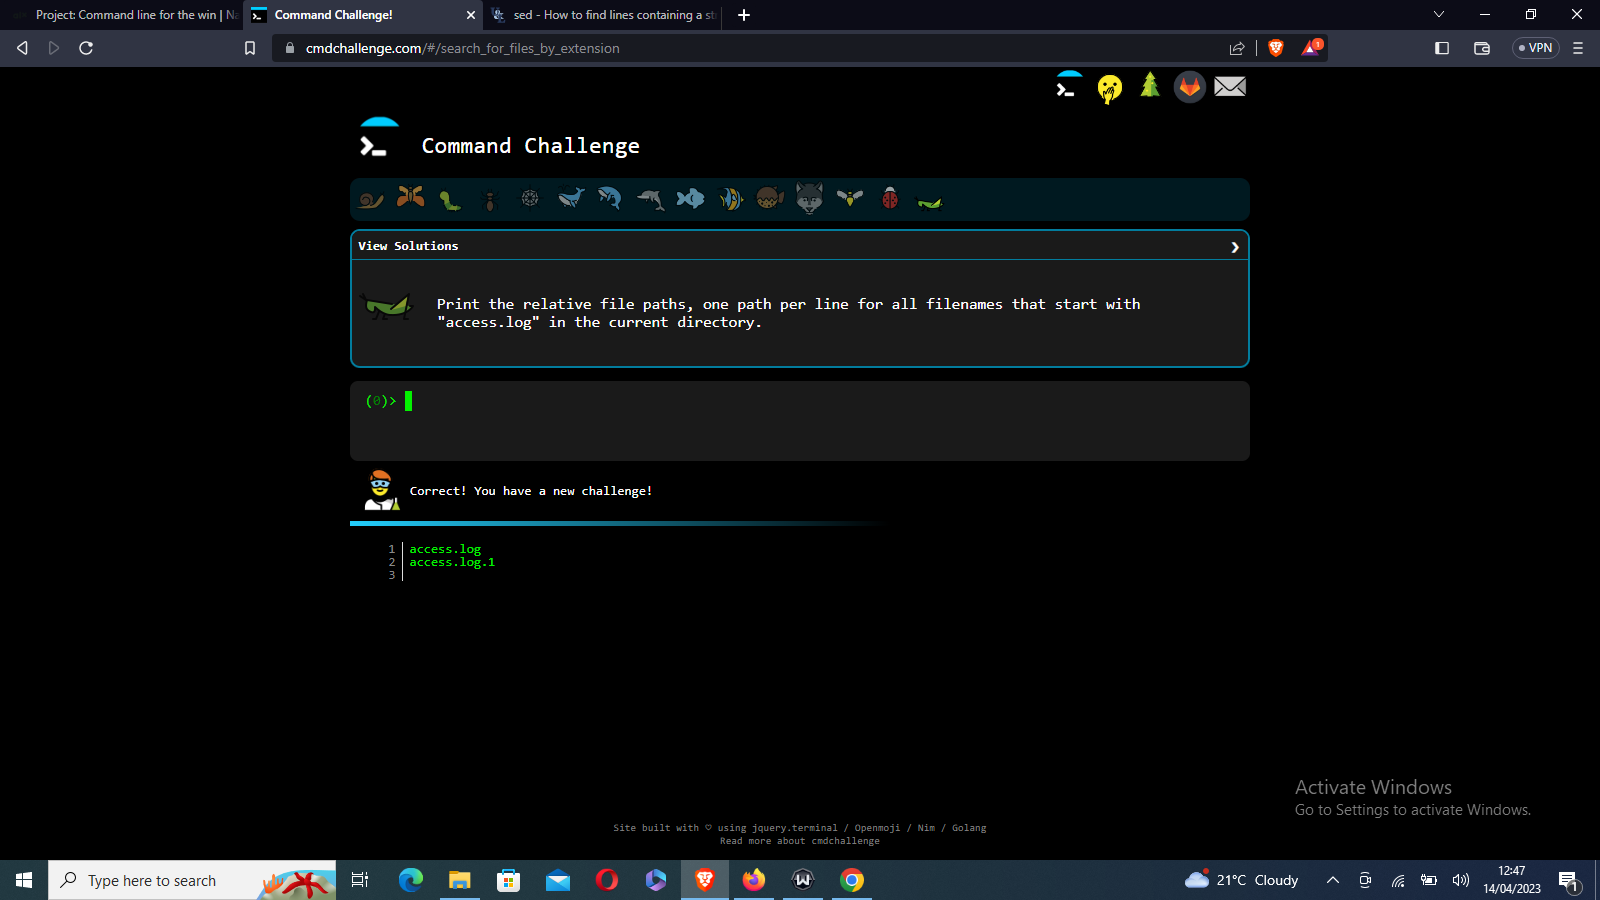 Project: Command line for the win | Na
Command Challenge!
sed - How to find lines containing a st
cmdchallenge.com/#/search_for_files_by_extension
1
VPN
Command Challenge
View Solutions
Print the relative file paths, one path per line for all filenames that start with
"access.log" in the current directory.
(0)>
Correct! You have a new challenge!
1 access.log
2 access.log.1
3
Activate Windows
Go to Settings to activate Windows.
Site built with ♡ using jquery.terminal / Openmoji / Nim / Golang
Read more about cmdchallenge
Type here to search
21°C Cloudy
12:47
14/04/2023
1